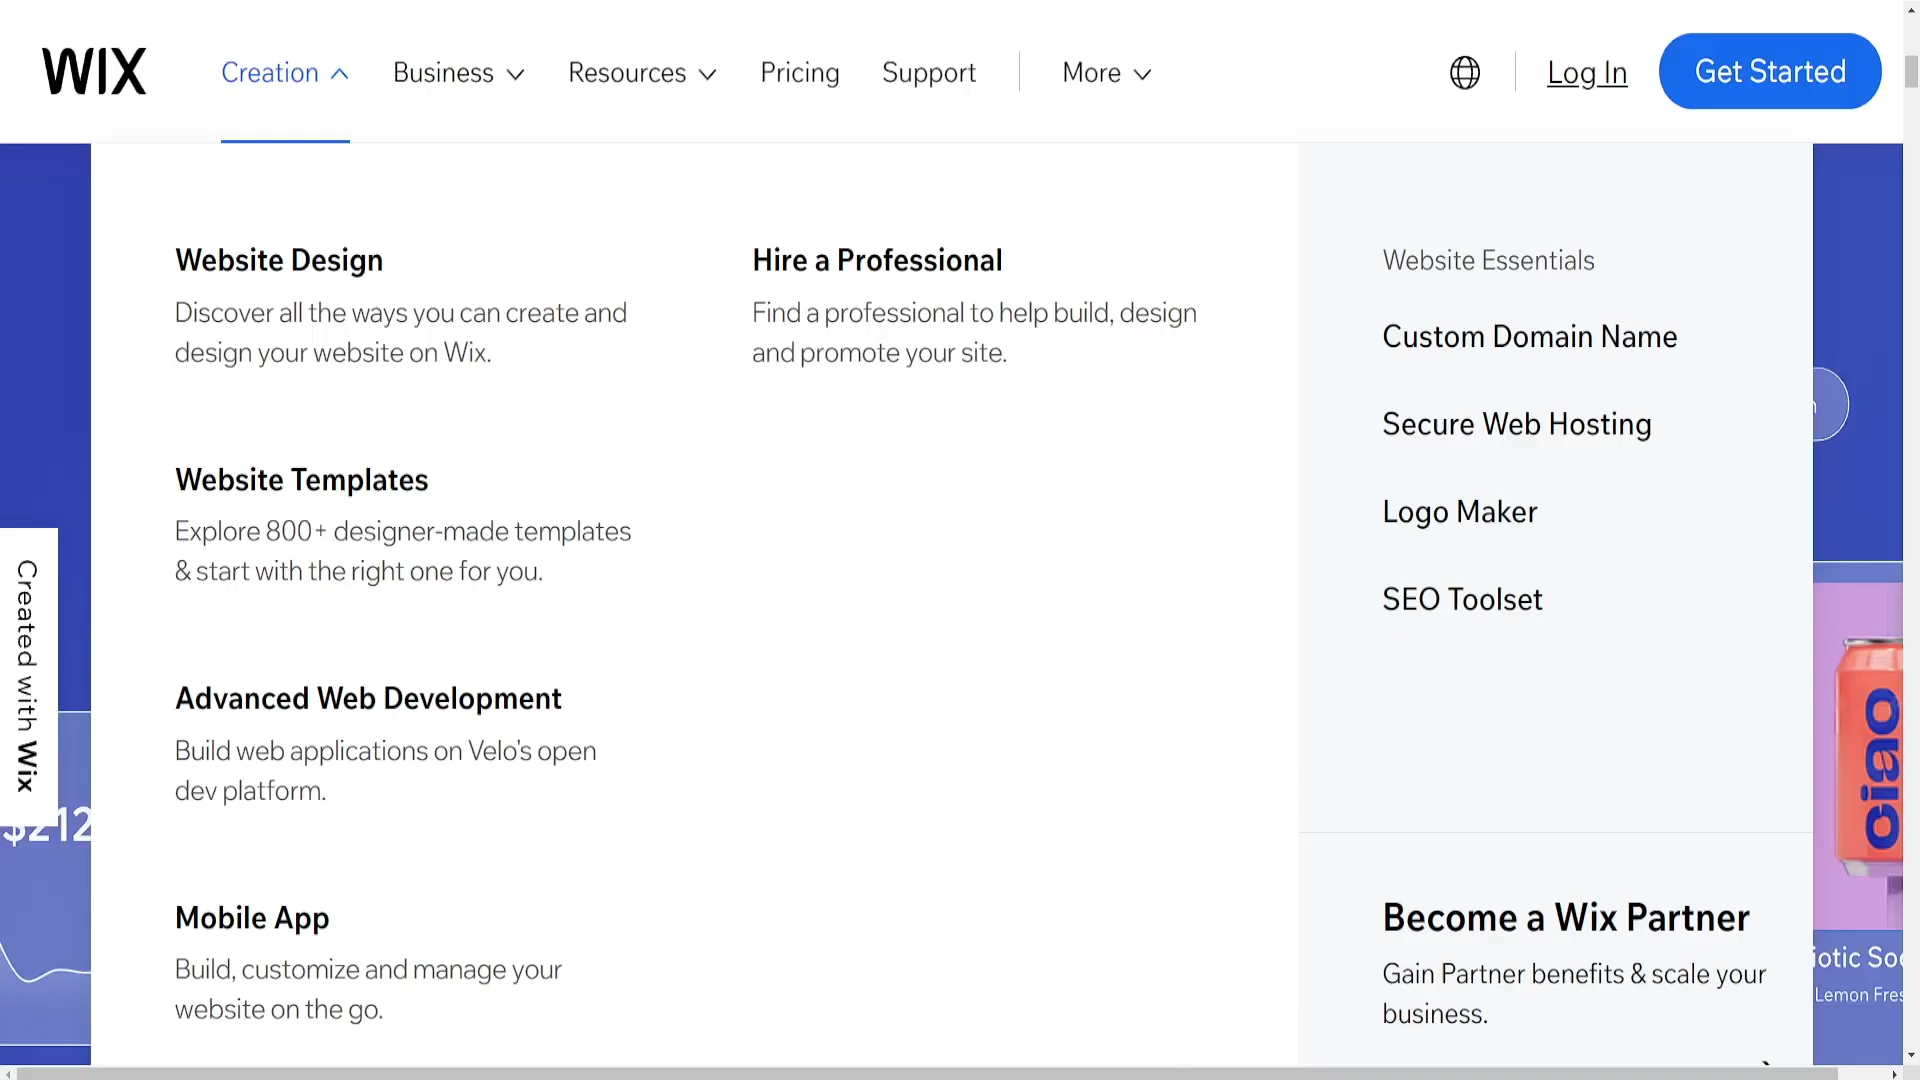 WIX
Creation
Business
Resources
Pricing
Support
More
Log In
Get Started
Website Design
Discover all the ways you can create and
design your website on Wix.
Website Templates
Explore 800+ designer-made templates
& start with the right one for you.
Advanced Web Development
Build web applications on Velo's open
dev platform.
Mobile App
Build, customize and manage your
website on the go.
Hire a Professional
Find a professional to help build, design
and promote your site.
Website Essentials
Custom Domain Name
Secure Web Hosting
Logo Maker
SEO Toolset
Become a Wix Partner
Gain Partner benefits & scale your
business.
Created with Wix
$212
oiao
Lemon